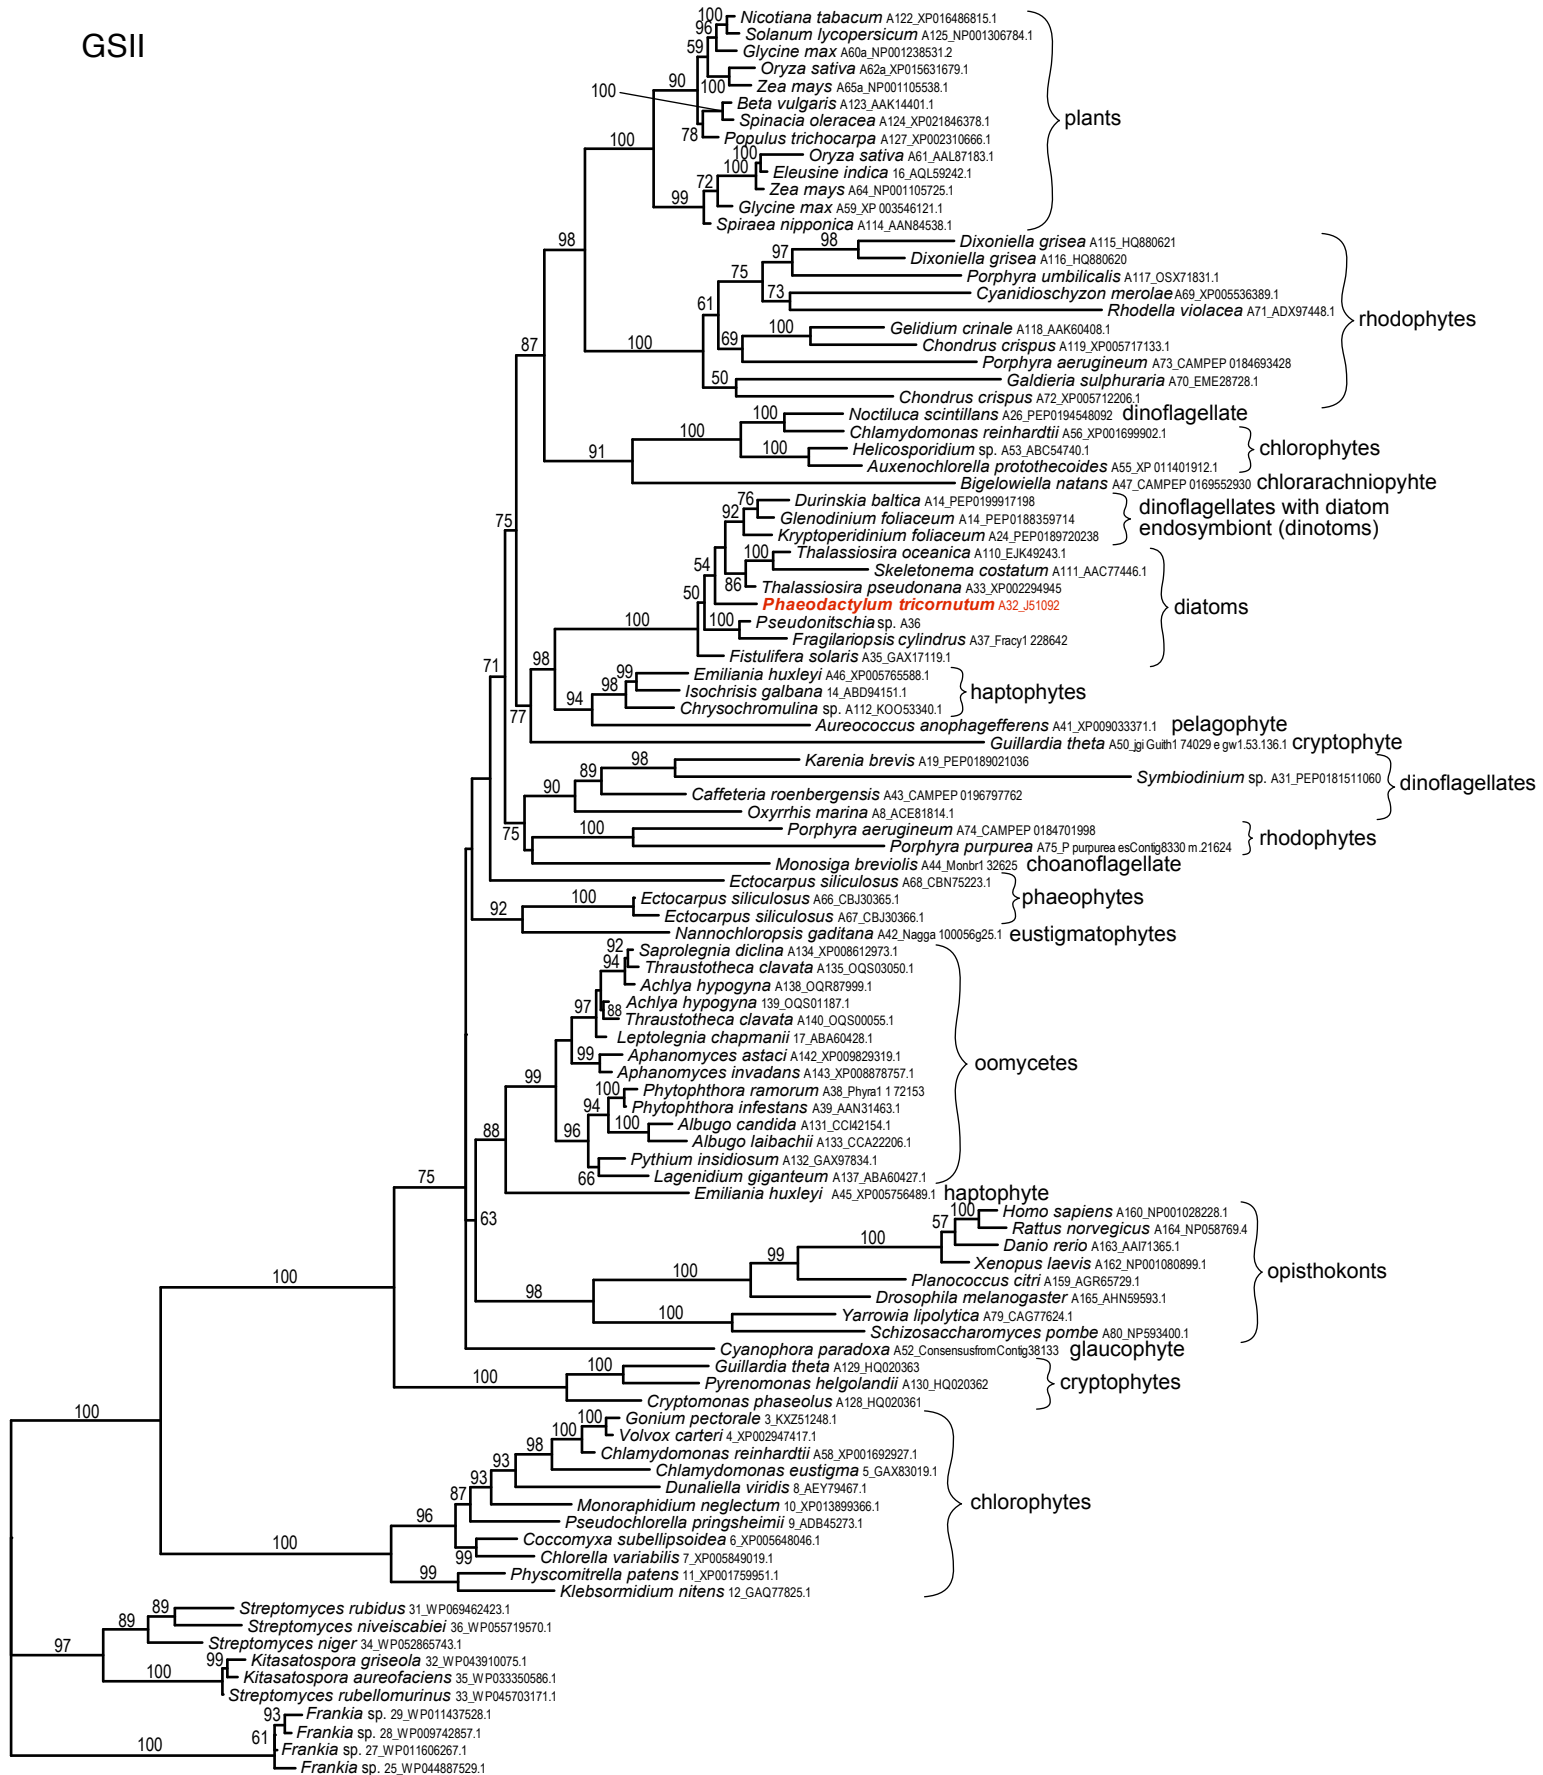 GSII
100
96
Nicotiana tabacum A122_XP016486815.1
Solanum lycopersicum A125_NP001306784.1
59
Glycine max A60a_NP001238531.2
Oryza sativa A62a_XP015631679.1
90
100
Zea mays A65a_NP001105538.1
100
Beta vulgaris A123_AAK14401.1
Spinacia oleracea A124_XP021846378.1
plants
78
Populus trichocarpa A127_XP002310666.1
100
100
Oryza sativa A61_AAL87183.1
100
Eleusine indica 16_AQL59242.1
72
Zea mays A64_NP001105725.1
99
Glycine max A59_XP 003546121.1
Spiraea nipponica A114_AAN84538.1
98
98
Dixoniella grisea A115_HQ880621
97
Dixoniella grisea A116_HQ880620
75
Porphyra umbilicalis A117_OSX71831.1
73
Cyanidioschyzon merolae A69_XP005536389.1
61
Rhodella violacea A71_ADX97448.1
rhodophytes
100
Gelidium crinale A118_AAK60408.1
69
87
100
Chondrus crispus A119_XP005717133.1
Porphyra aerugineum A73_CAMPEP 0184693428
50
Galdieria sulphuraria A70_EME28728.1
Chondrus crispus A72_XP005712206.1
100
Noctiluca scintillans A26_PEP0194548092 dinoflagellate
100
Chlamydomonas reinhardtii A56_XP001699902.1
100
Helicosporidium sp. A53_ABC54740.1
chlorophytes
91
Auxenochlorella protothecoides A55_XP 011401912.1
Bigelowiella natans A47_CAMPEP 0169552930 chlorarachniopyhte
76
Durinskia baltica A14_PEP0199917198
92
Glenodinium foliaceum A14_PEP0188359714
dinoflagellates with diatom
endosymbiont (dinotoms)
75
Kryptoperidinium foliaceum A24_PEP0189720238
100
Thalassiosira oceanica A110_EJK49243.1
54
Skeletonema costatum A111_AAC77446.1
86
Thalassiosira pseudonana A33_XP002294945
50
Phaeodactylum tricornutum A32_J51092
diatoms
100
100
Pseudonitschia sp. A36
Fragilariopsis cylindrus A37_Fracy1 228642
98
Fistulifera solaris A35_GAX17119.1
71
99
Emiliania huxleyi A46_XP005765588.1
98
Isochrisis galbana 14_ABD94151.1
haptophytes
94
Chrysochromulina sp. A112_KOO53340.1
77
Aureococcus anophagefferens A41_XP009033371.1 pelagophyte
Guillardia theta A50_jgi Guith1 74029 e gw1.53.136.1 cryptophyte
98
Karenia brevis A19_PEP0189021036
89
Symbiodinium sp. A31_PEP0181511060
dinoflagellates
90
Caffeteria roenbergensis A43_CAMPEP 0196797762
Oxyrrhis marina A8_ACE81814.1
75
100
Porphyra aerugineum A74_CAMPEP 0184701998
rhodophytes
Porphyra purpurea A75_P purpurea esContig8330 m.21624
Monosiga breviolis A44_Monbr1 32625 choanoflagellate
Ectocarpus siliculosus A68_CBN75223.1
100
Ectocarpus siliculosus A66_CBJ30365.1
phaeophytes
92
Ectocarpus siliculosus A67_CBJ30366.1
Nannochloropsis gaditana A42_Nagga 100056g25.1 eustigmatophytes
92
Saprolegnia diclina A134_XP008612973.1
94
Thraustotheca clavata A135_OQS03050.1
Achlya hypogyna A138_OQR87999.1
97
Achlya hypogyna 139_OQS01187.1
88
Thraustotheca clavata A140_OQS00055.1
Leptolegnia chapmanii 17_ABA60428.1
99
Aphanomyces astaci A142_XP009829319.1
oomycetes
99
Aphanomyces invadans A143_XP008878757.1
100
Phytophthora ramorum A38_Phyra1 1 72153
94
Phytophthora infestans A39_AAN31463.1
100
Albugo candida A131_CCI42154.1
88
96
Albugo laibachii A133_CCA22206.1
Pythium insidiosum A132_GAX97834.1
66
Lagenidium giganteum A137_ABA60427.1
75
Emiliania huxleyi A45_XP005756489.1 haptophyte
100
Homo sapiens A160_NP001028228.1
63
57
Rattus norvegicus A164_NP058769.4
100
Danio rerio A163_AAI71365.1
99
Xenopus laevis A162_NP001080899.1
100
100
Planococcus citri A159_AGR65729.1
opisthokonts
98
Drosophila melanogaster A165_AHN59593.1
100
Yarrowia lipolytica A79_CAG77624.1
Schizosaccharomyces pombe A80_NP593400.1
Cyanophora paradoxa A52_ConsensusfromContig38133 glaucophyte
100
Guillardia theta A129_HQ020363
100
Pyrenomonas helgolandii A130_HQ020362
cryptophytes
Cryptomonas phaseolus A128_HQ020361
100
100
Gonium pectorale 3_KXZ51248.1
100
Volvox carteri 4_XP002947417.1
98
Chlamydomonas reinhardtii A58_XP001692927.1
93
Chlamydomonas eustigma 5_GAX83019.1
93
Dunaliella viridis 8_AEY79467.1
87
Monoraphidium neglectum 10_XP013899366.1
chlorophytes
96
Pseudochlorella pringsheimii 9_ADB45273.1
100
Coccomyxa subellipsoidea 6_XP005648046.1
99
Chlorella variabilis 7_XP005849019.1
99
Physcomitrella patens 11_XP001759951.1
Klebsormidium nitens 12_GAQ77825.1
89
Streptomyces rubidus 31_WP069462423.1
89
Streptomyces niveiscabiei 36_WP055719570.1
97
Streptomyces niger 34_WP052865743.1
99
Kitasatospora griseola 32_WP043910075.1
100
Kitasatospora aureofaciens 35_WP033350586.1
Streptomyces rubellomurinus 33_WP045703171.1
93
Frankia sp. 29_WP011437528.1
61
Frankia sp. 28_WP009742857.1
100
Frankia sp. 27_WP011606267.1
Frankia sp. 25_WP044887529.1